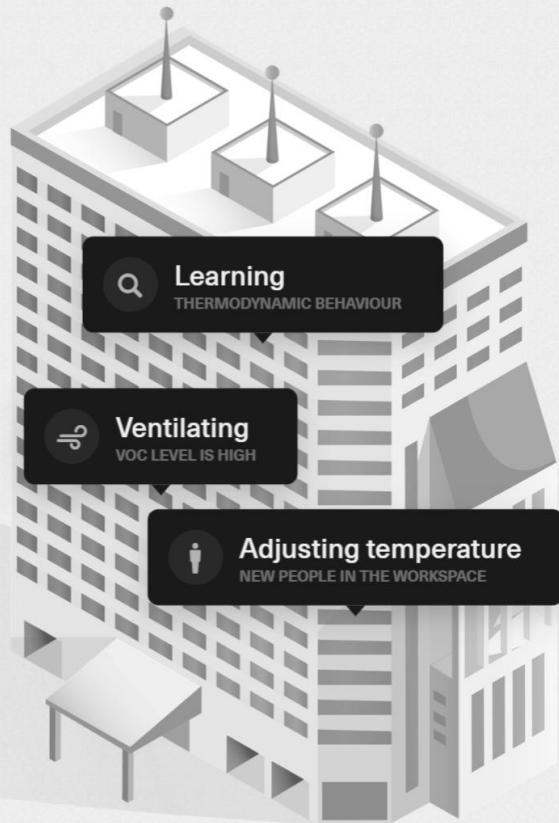 Learning
THERMODYNAMIC BEHAVIOUR
Ventilating
VOC LEVEL IS HIGH
Adjusting temperature
NEW PEOPLE IN THE WORKSPACE